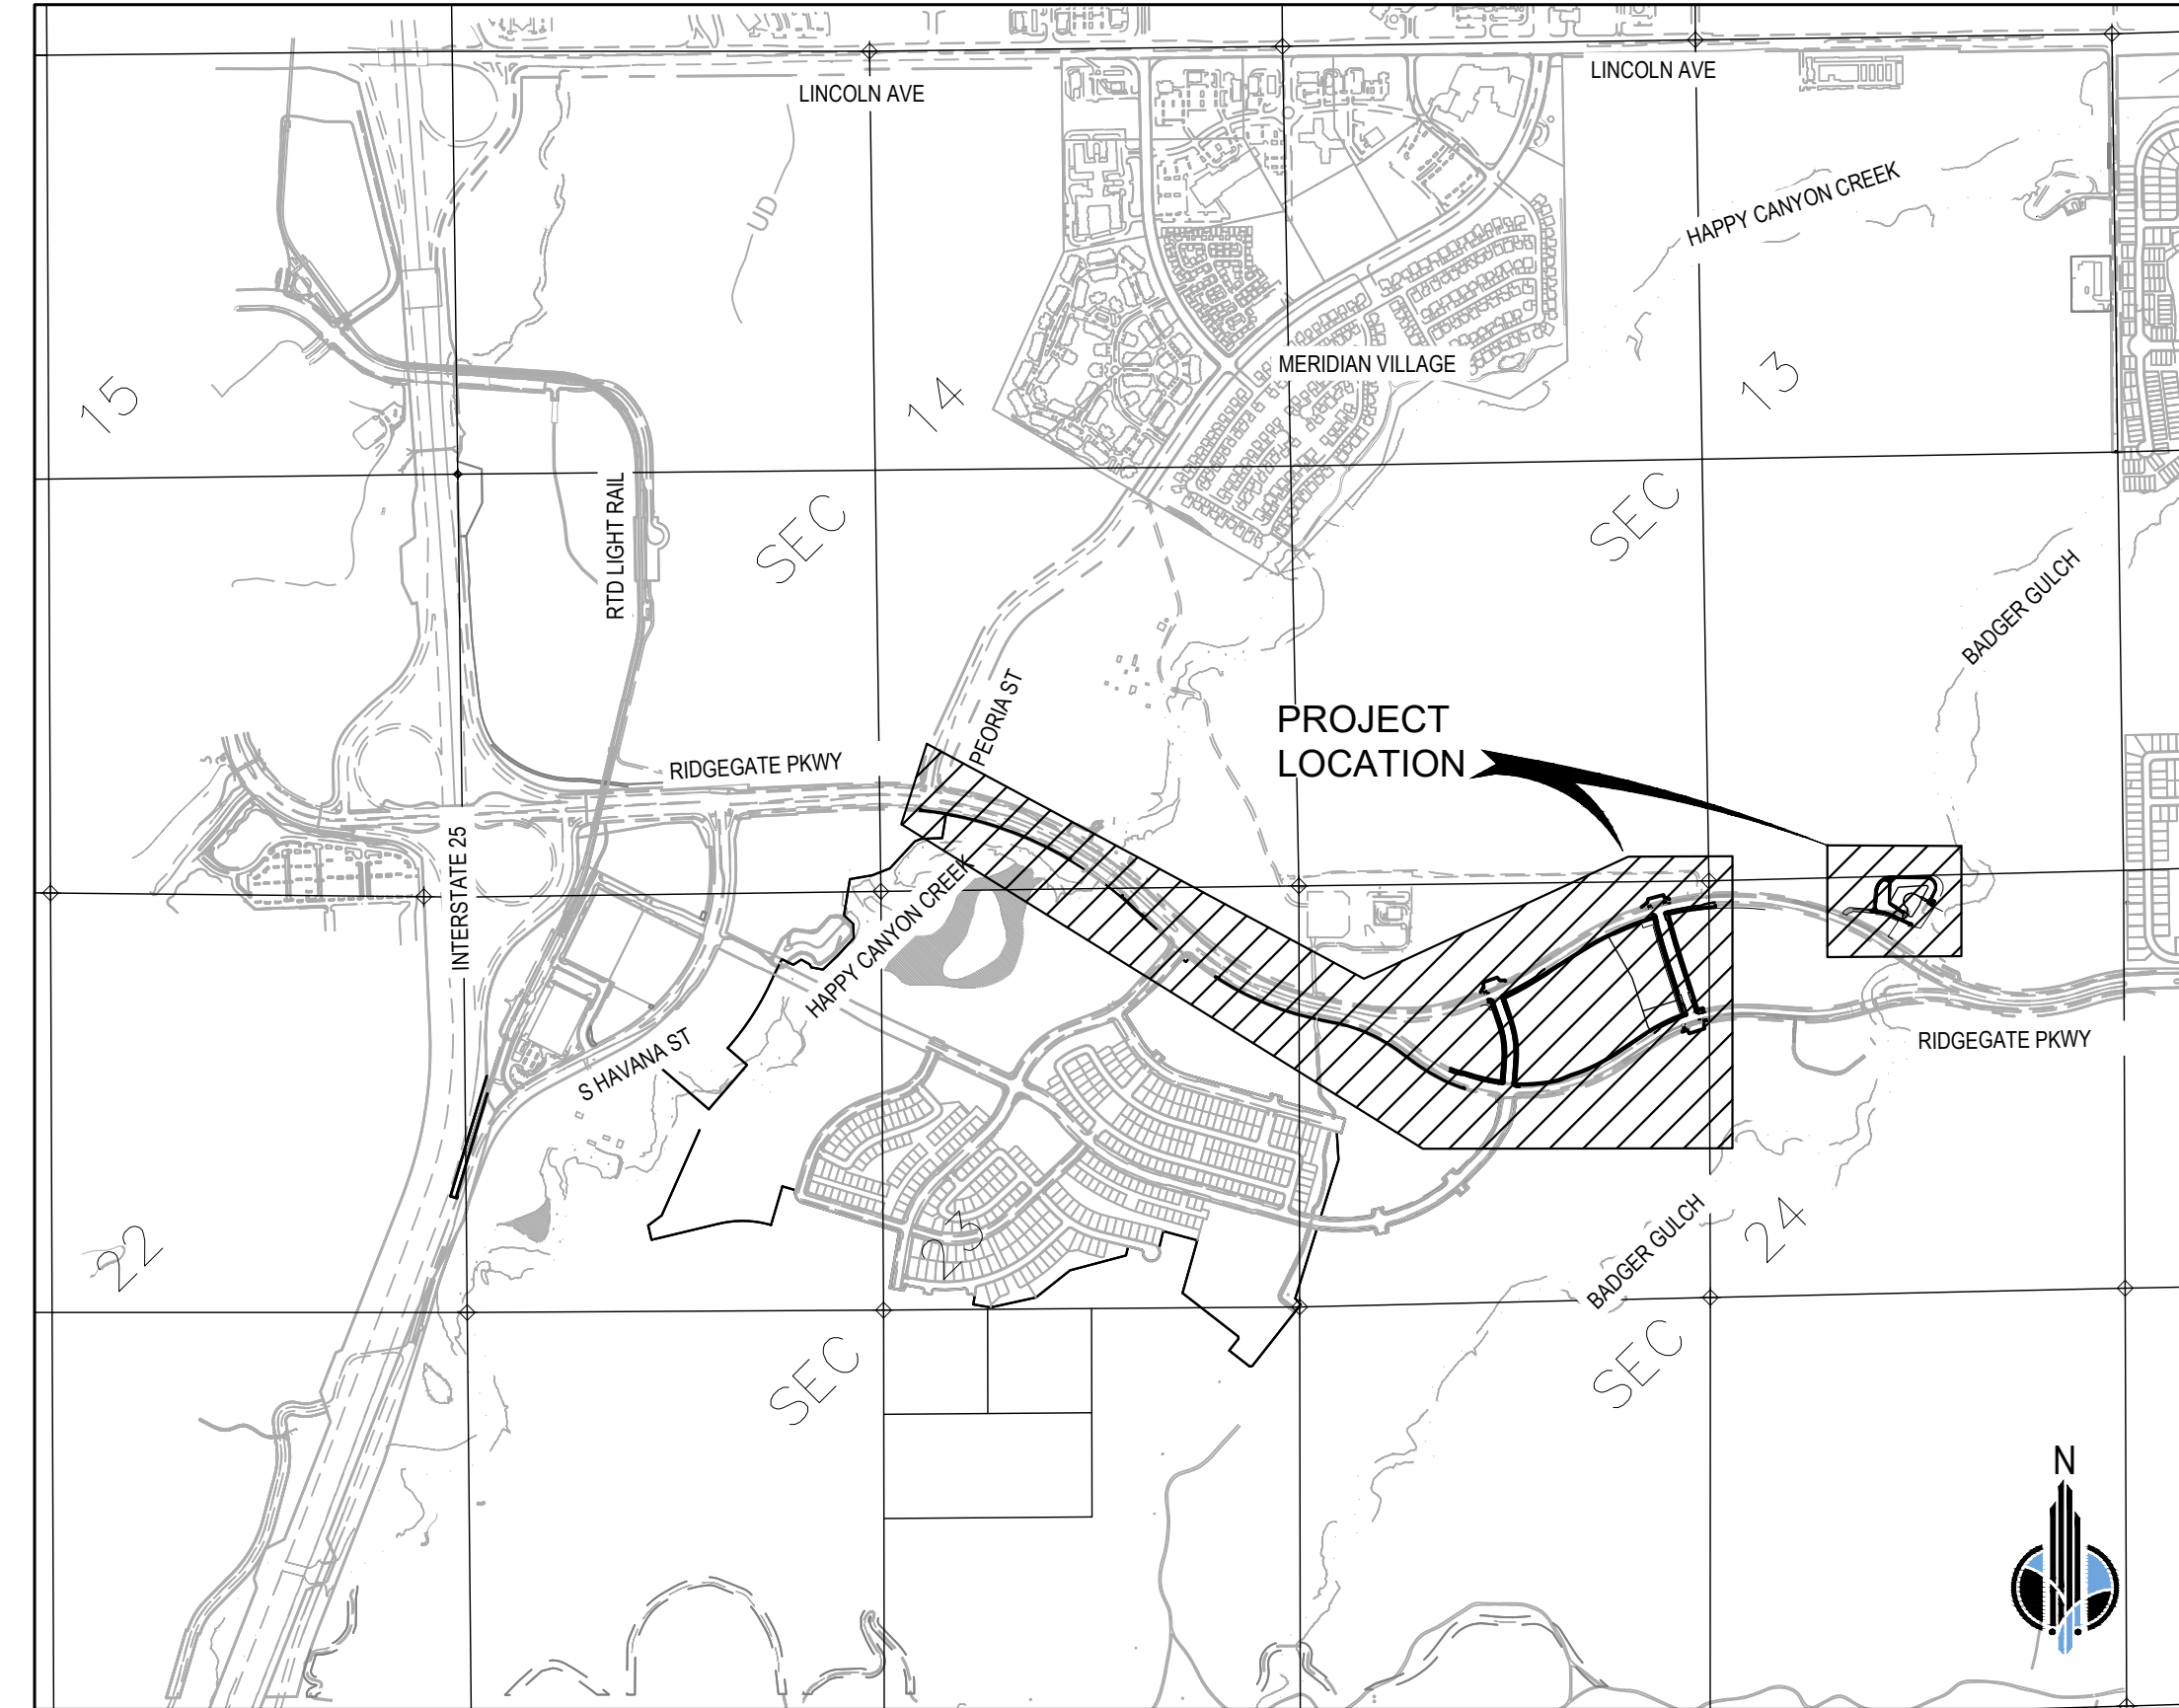 LINCOLN AVE
LINCOLN AVE
HAPPY CANYON CREEK
UD
MERIDIAN VILLAGE
15
14
13
SEC
SEC
RTD LIGHT RAIL
BADGER GULCH
PEORIA ST
PROJECT
LOCATION
RIDGEGATE PKWY
INTERSTATE 25
HAPPY CANYON CREEK
S HAVANA ST
RIDGEGATE PKWY
22
23
24
BADGER GULCH
SEC
SEC
N